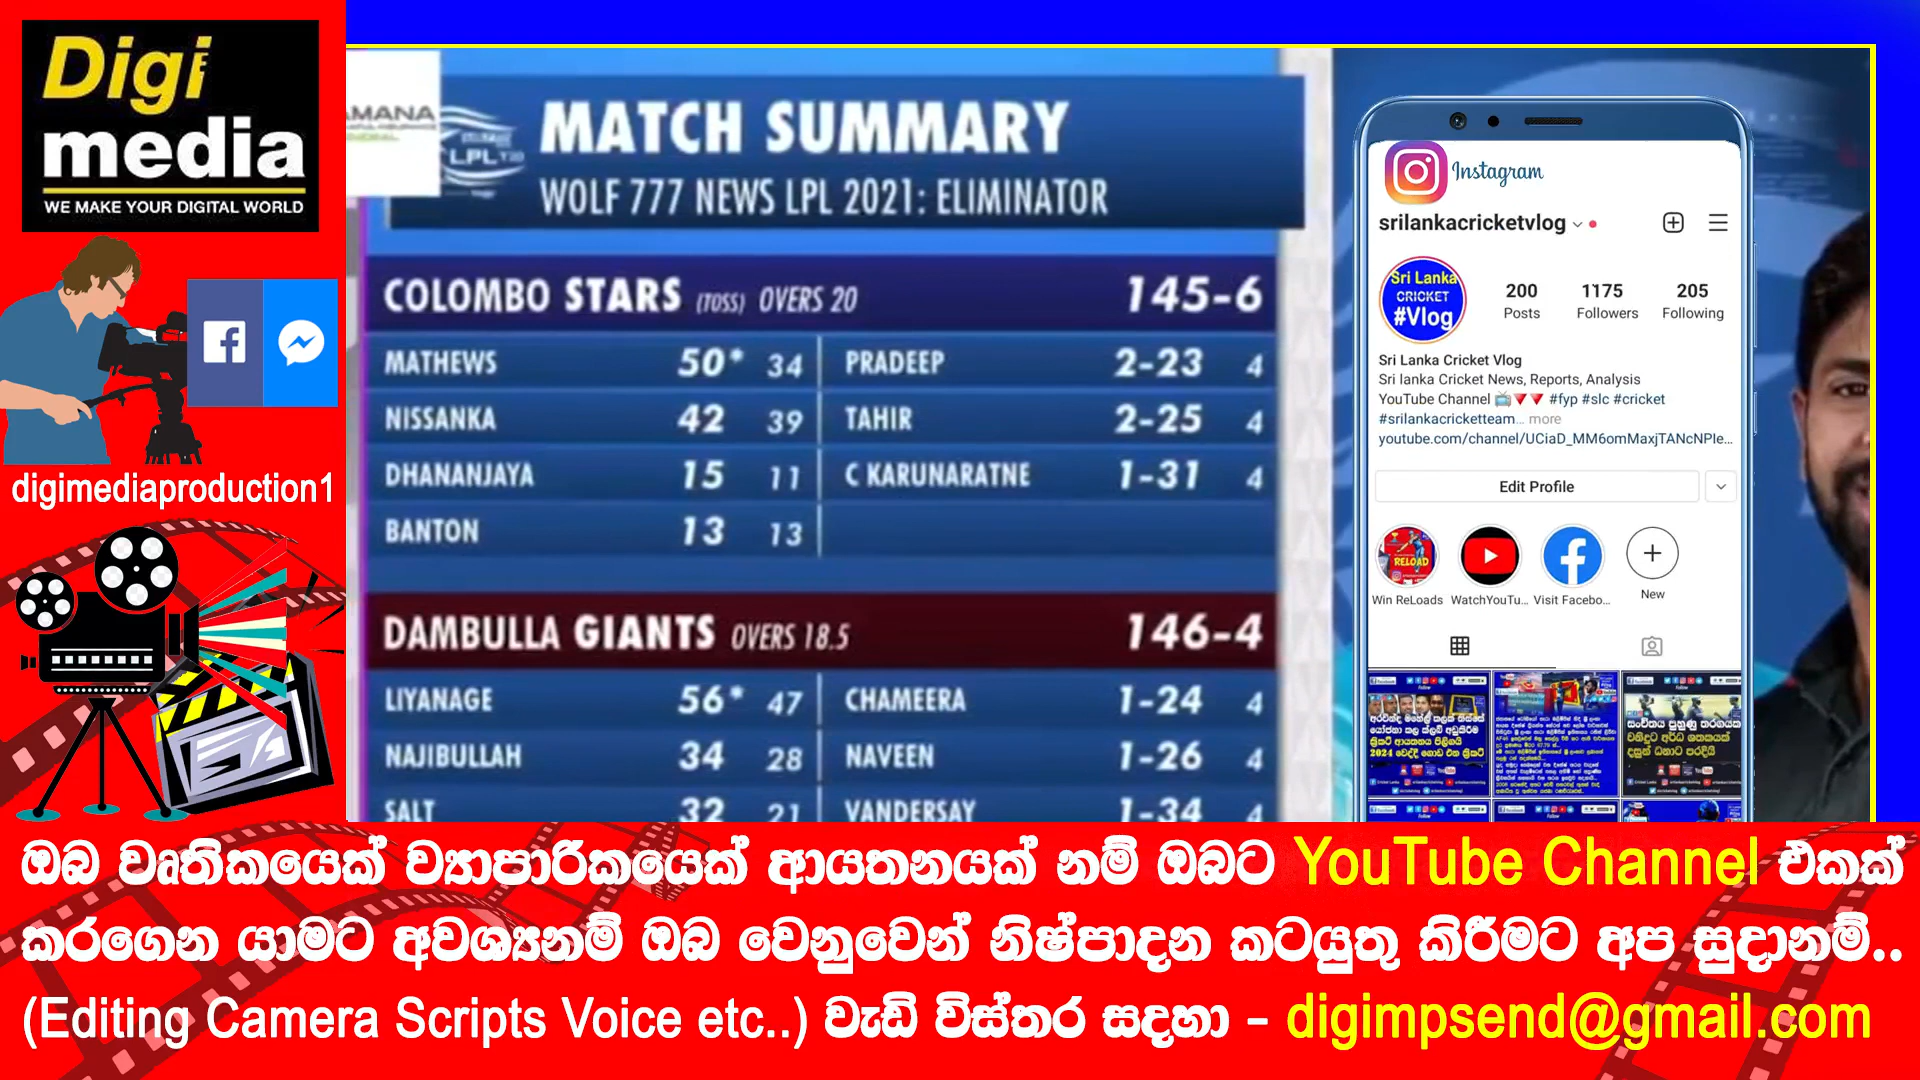 Digi
media
WE MAKE YOUR DIGITAL WORLD
digimediaproduction1
AMANA
LPL T20
MATCH SUMMARY
WOLF 777 NEWS LPL 2021: ELIMINATOR
COLOMBO STARS (TOSS) OVERS 20 145-6
MATHEWS 50* 34 PRADEEP 2-23 4
NISSANKA 42 39 TAHIR 2-25 4
DHANANJAYA 15 11 C KARUNARATNE 1-31 4
BANTON 13 13
DAMBULLA GIANTS OVERS 18.5 146-4
LIYANAGE 56* 47 CHAMEERA 1-24 4
NAJIBULLAH 34 28 NAVEEN 1-26 4
SALT 32 21 VANDERSAY 1-34 4
Instagram
srilankacricketvlog
Sri Lanka
CRICKET
#Vlog
200 1175 205
Posts Followers Following
Sri Lanka Cricket Vlog
Sri lanka Cricket News, Reports, Analysis
YouTube Channel 📺🔻🔻 #fyp #slc #cricket
#srilankacricketteam... more
youtube.com/channel/UCiaD_MM6omMaxjTANcNPIe...
Edit Profile
RELOAD
Win ReLoads WatchYouTu... Visit Facebo... New
ඔබ වෘතිකයෙක් ව්‍යාපාරිකයෙක් ආයතනයක් නම් ඔබට YouTube Channel එකක්
කරගෙන යාමට අවශ්‍යනම් ඔබ වෙනුවෙන් නිෂ්පාදන කටයුතු කිරීමට අප සුදානම්..
(Editing Camera Scripts Voice etc..) වැඩි විස්තර සදහා - digimpsend@gmail.com